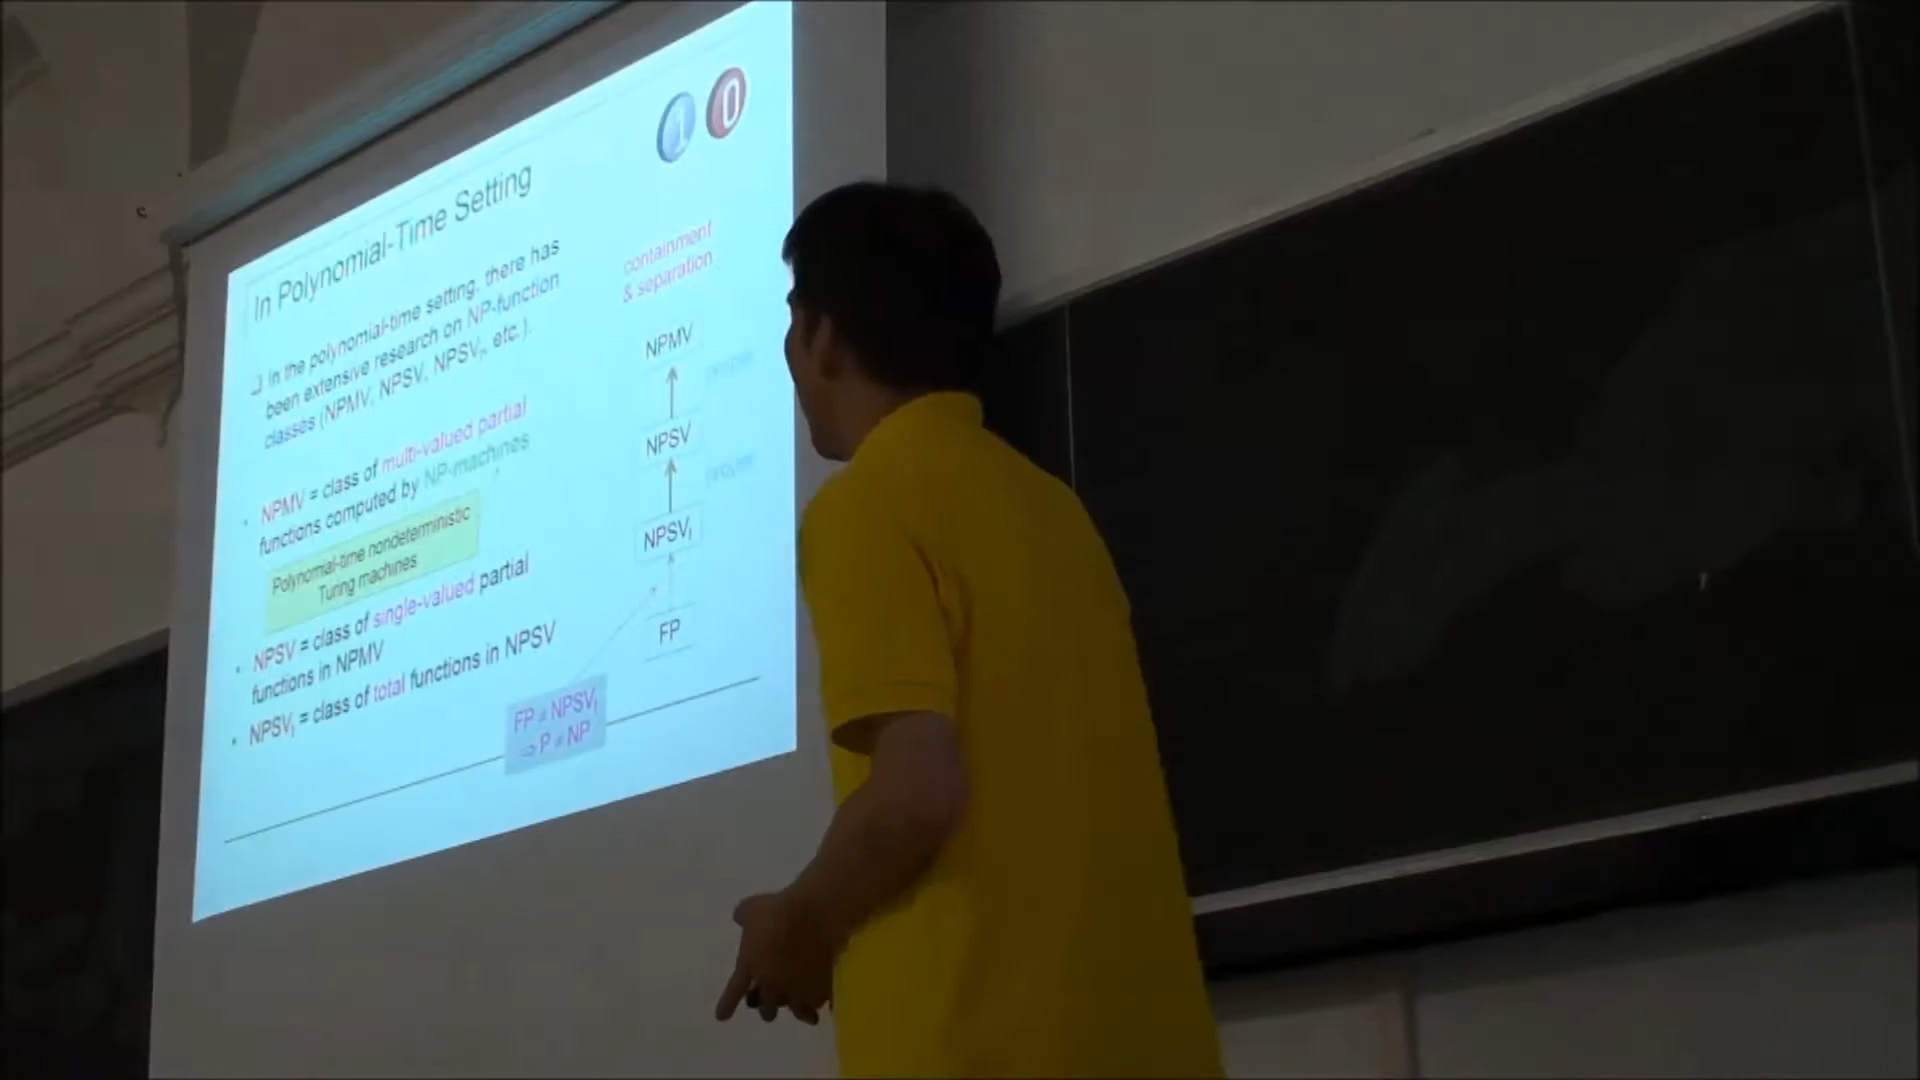 1 0
In Polynomial-Time Setting
In the polynomial-time setting, there has
been extensive research on NP-function
classes (NPMV, NPSV, NPSVₜ, etc.).
NPMV = class of multi-valued partial
functions computed by NP-machines
Polynomial-time nondeterministic
Turing machines
NPSV = class of single-valued partial
functions in NPMV
NPSVₜ = class of total functions in NPSV
containment
& separation
NPMV
NPSV
NPSVₜ
FP
FP ≠ NPSVₜ
⇒ P ≠ NP